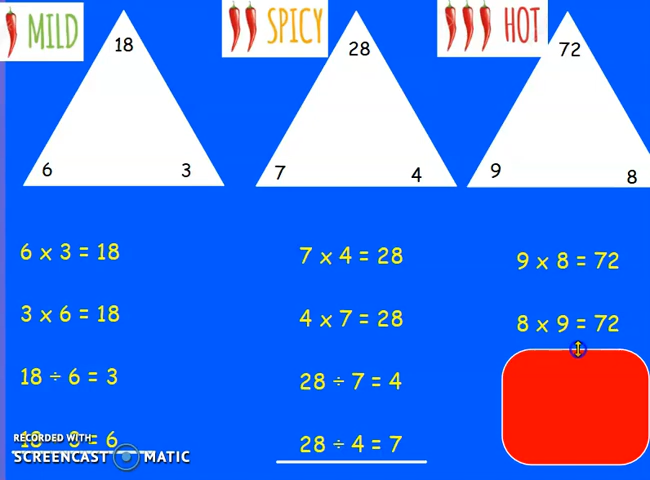 MILD
18
6 3
6 x 3 = 18
3 x 6 = 18
18 ÷ 6 = 3
18 ÷ 3 = 6
SPICY
28
7 4
7 x 4 = 28
4 x 7 = 28
28 ÷ 7 = 4
28 ÷ 4 = 7
HOT
72
9 8
9 x 8 = 72
8 x 9 = 72
RECORDED WITH
SCREENCAST MATIC